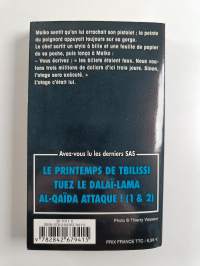 Malko sentit qu'on lui arrachait son pistolet ; la pointe
du poignard appuyait toujours sur sa gorge.
Le chef sortit un stylo à bille et une feuille de papier
de sa poche, puis lança à Malko :
– Vous écrivez : « les billets étaient faux. Nous vou-
lons trois millions de dollars d'ici trois jours. Sinon,
l'otage sera exécuté. »
L'otage c'était lui.
Avez-vous lu les derniers SAS
LE PRINTEMPS DE TBILISSI
TUEZ LE DALAÏ-LAMA
AL-QAÏDA ATTAQUE ! (1 & 2)
Photo © Thierry
9 782842 679415
PRIX FRANCE TTC